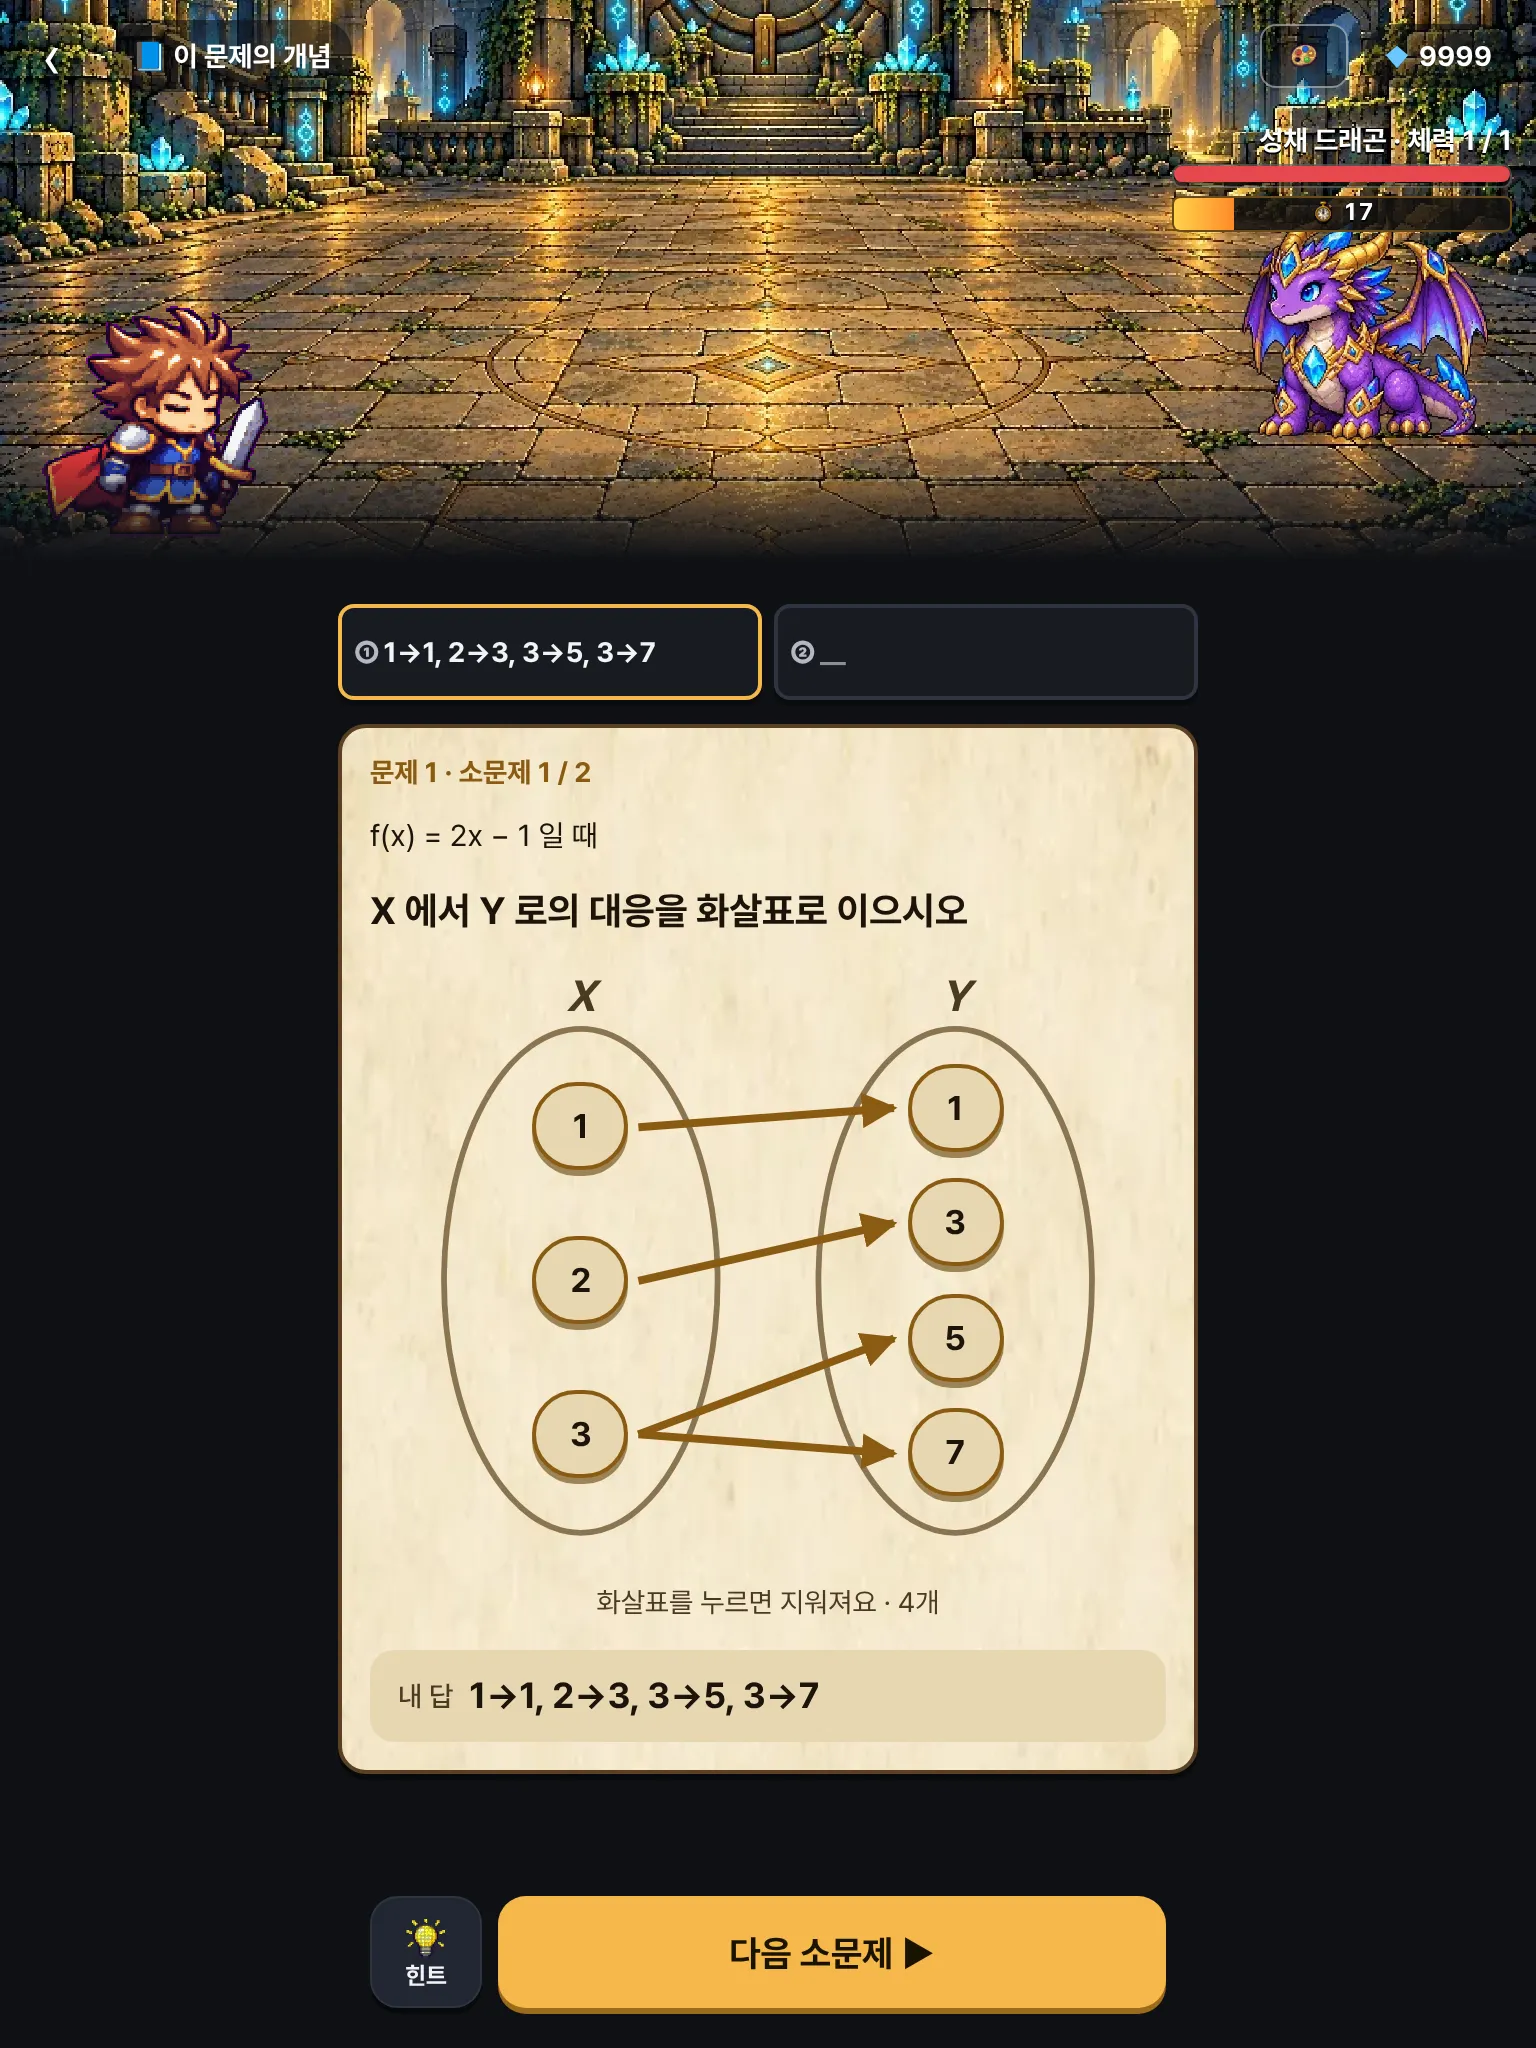 ❮ 📘 이 문제의 개념
🎨 🔷 9999
성채 드래곤 · 체력 1 / 1
⏱ 17
① 1→1, 2→3, 3→5, 3→7
② __
문제 1 · 소문제 1 / 2
f(x) = 2x − 1 일 때
X 에서 Y 로의 대응을 화살표로 이으시오
X Y
1
2
3
1
3
5
7
화살표를 누르면 지워져요 · 4개
내 답 1→1, 2→3, 3→5, 3→7
힌트
다음 소문제 ▶